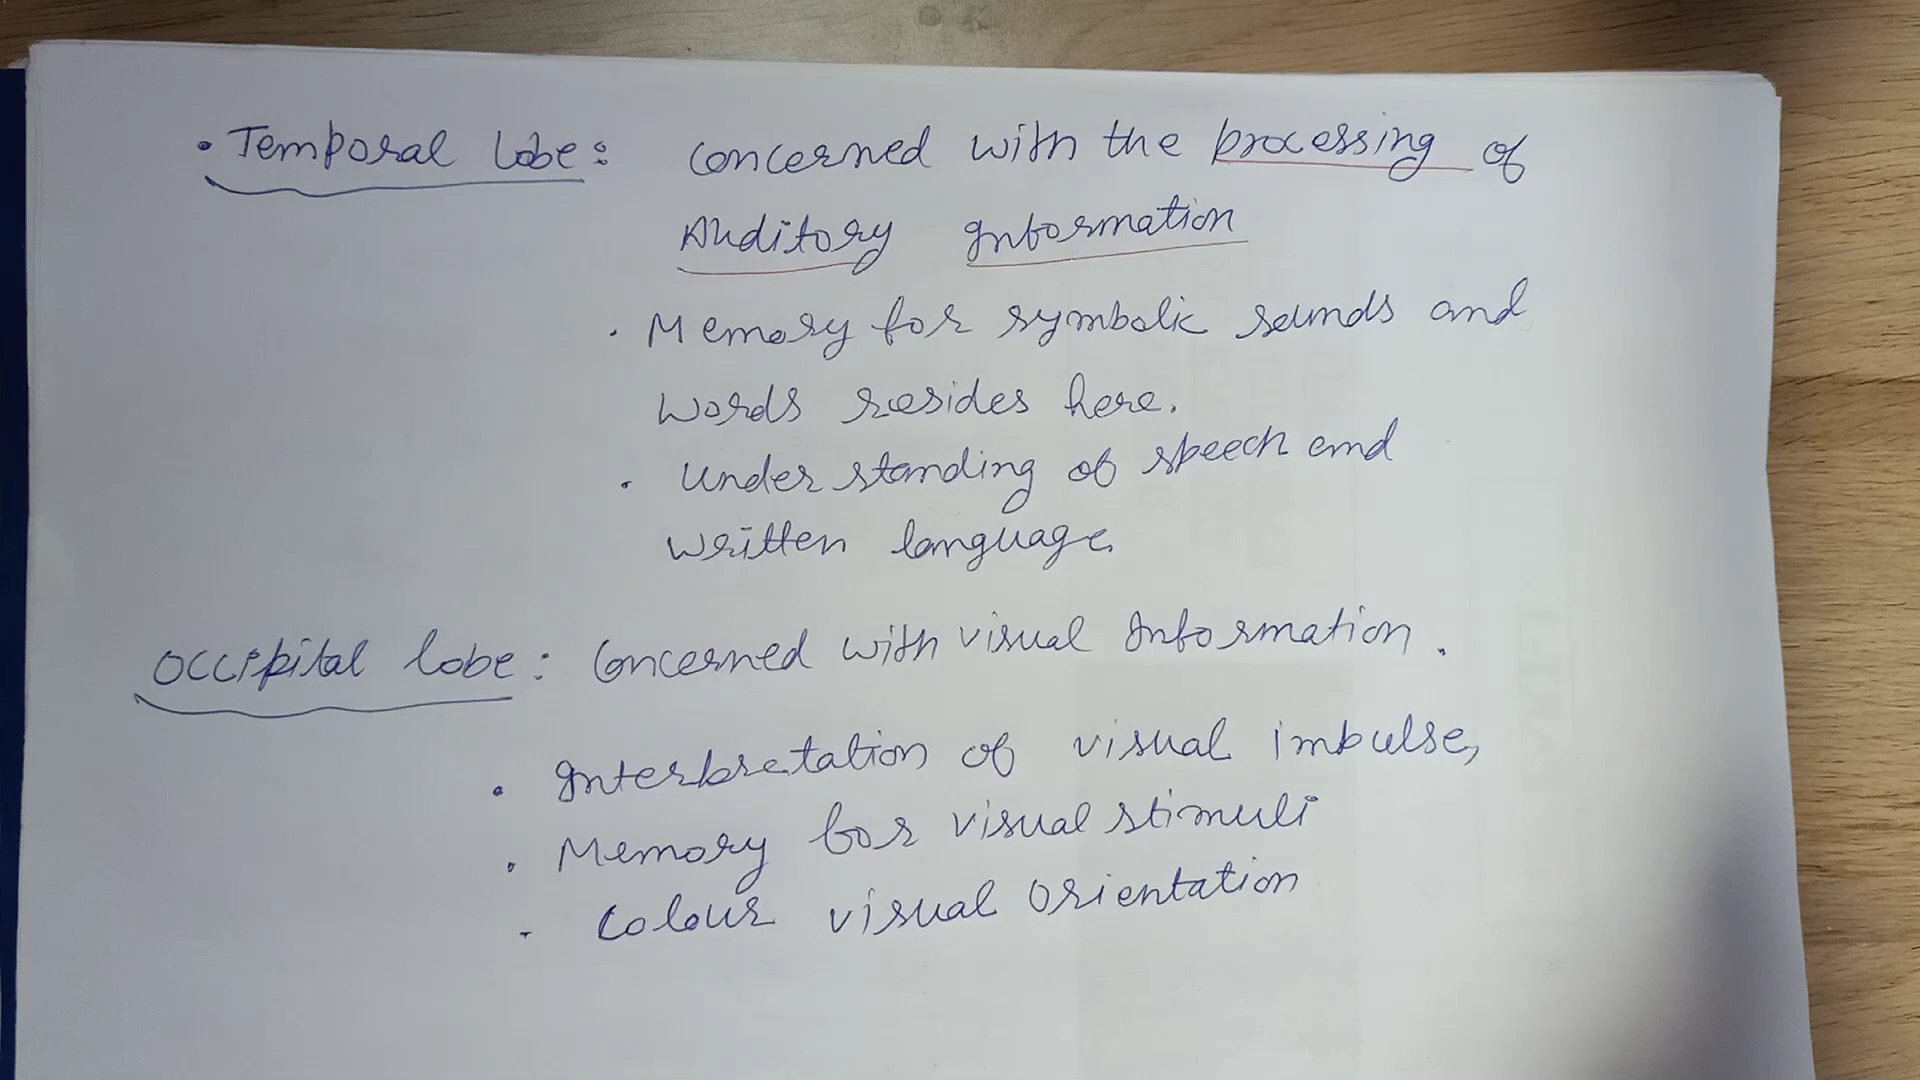 • Temporal lobe: concerned with the processing of
Auditory Information
• Memory for symbolic sounds and
words resides here.
• Understanding of speech and
written language.
Occipital lobe: Concerned with visual Information.
• Interpretation of visual impulse,
• Memory for visual stimuli
• Colour visual orientation